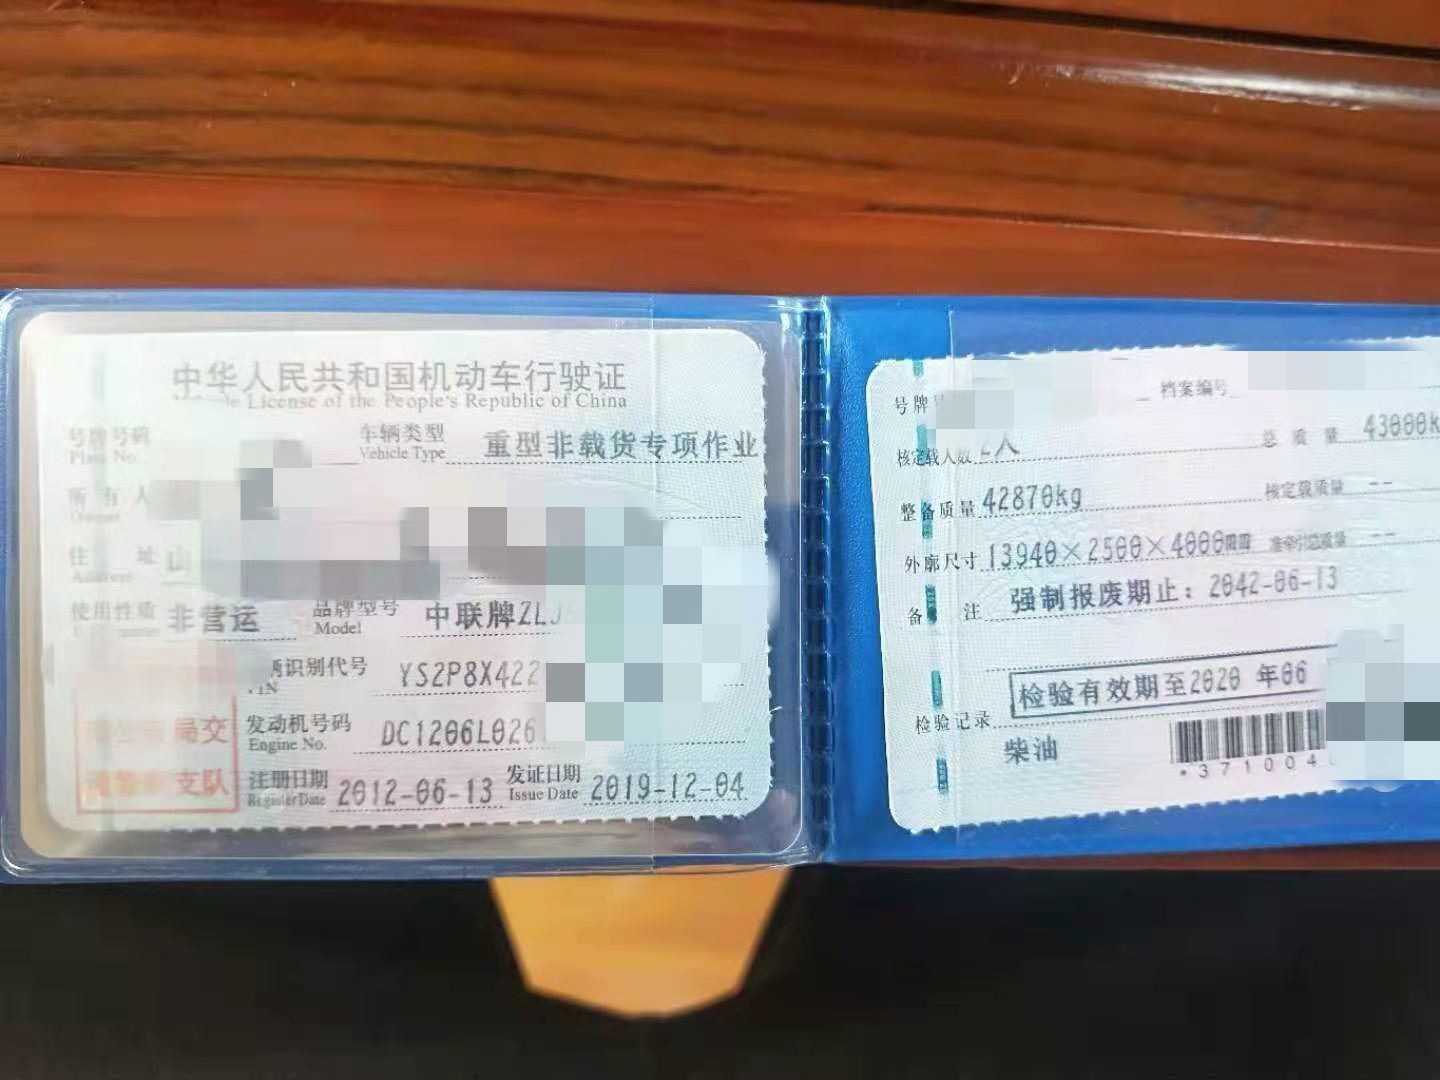 中华人民共和国机动车行驶证
le License of the People's Republic of China
号牌号码
Plate No.
车辆类型
Vehicle Type
重型非载货专项作业
所有人
Owner
住址
Address
山
使用性质 非营运
品牌型号
Model
中联牌ZLJ5
辆识别代号
VIN
YS2P8X422
发动机号码
Engine No.
DC1206L026
局交
支队
注册日期
Register Date
2012-06-13
发证日期
Issue Date
2019-12-04
号牌号
档案编号
核定载人数 2人
总质量 43000k
整备质量 42870kg
核定载质量 --
外廓尺寸 13940×2500×4000mm
准牵引总质量 --
备注 强制报废期止:2042-06-13
检验有效期至2020 年06
检验记录
柴油
*371004